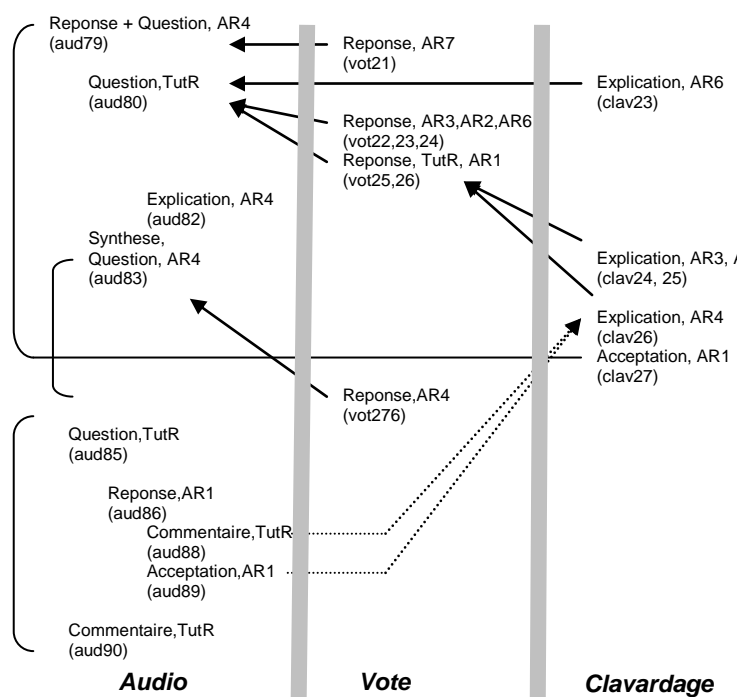 Reponse + Question, AR4
(aud79)
Question,TutR
(aud80)
Explication, AR4
(aud82)
Synthese,
Question, AR4
(aud83)
Question,TutR
(aud85)
Reponse,AR1
(aud86)
Commentaire,TutR
(aud88)
Acceptation,AR1
(aud89)
Commentaire,TutR
(aud90)
Audio
Reponse, AR7
(vot21)
Reponse, AR3,AR2,AR6
(vot22,23,24)
Reponse, TutR, AR1
(vot25,26)
Reponse,AR4
(vot276)
Vote
Explication, AR6
(clav23)
Explication, AR3,
(clav24, 25)
Explication, AR4
(clav26)
Acceptation, AR1
(clav27)
Clavardage